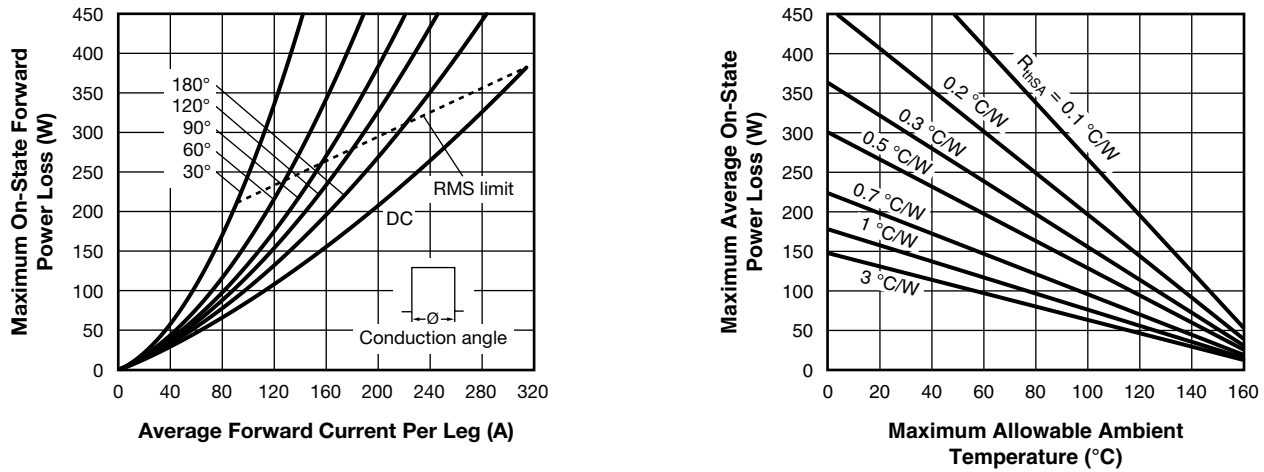 Maximum On-State Forward
Power Loss (W)
450
400
350
300
250
200
150
100
50
0
180°
120°
90°
60°
30°
RMS limit
DC
Ø
Conduction angle
0
40
80
120
160
200
240
280
320
Average Forward Current Per Leg (A)
Maximum Average On-State
Power Loss (W)
450
400
350
300
250
200
150
100
50
0
RthSA = 0.1 °C/W
0.2 °C/W
0.3 °C/W
0.5 °C/W
0.7 °C/W
1 °C/W
3 °C/W
0
20
40
60
80
100
120
140
160
Maximum Allowable Ambient
Temperature (°C)